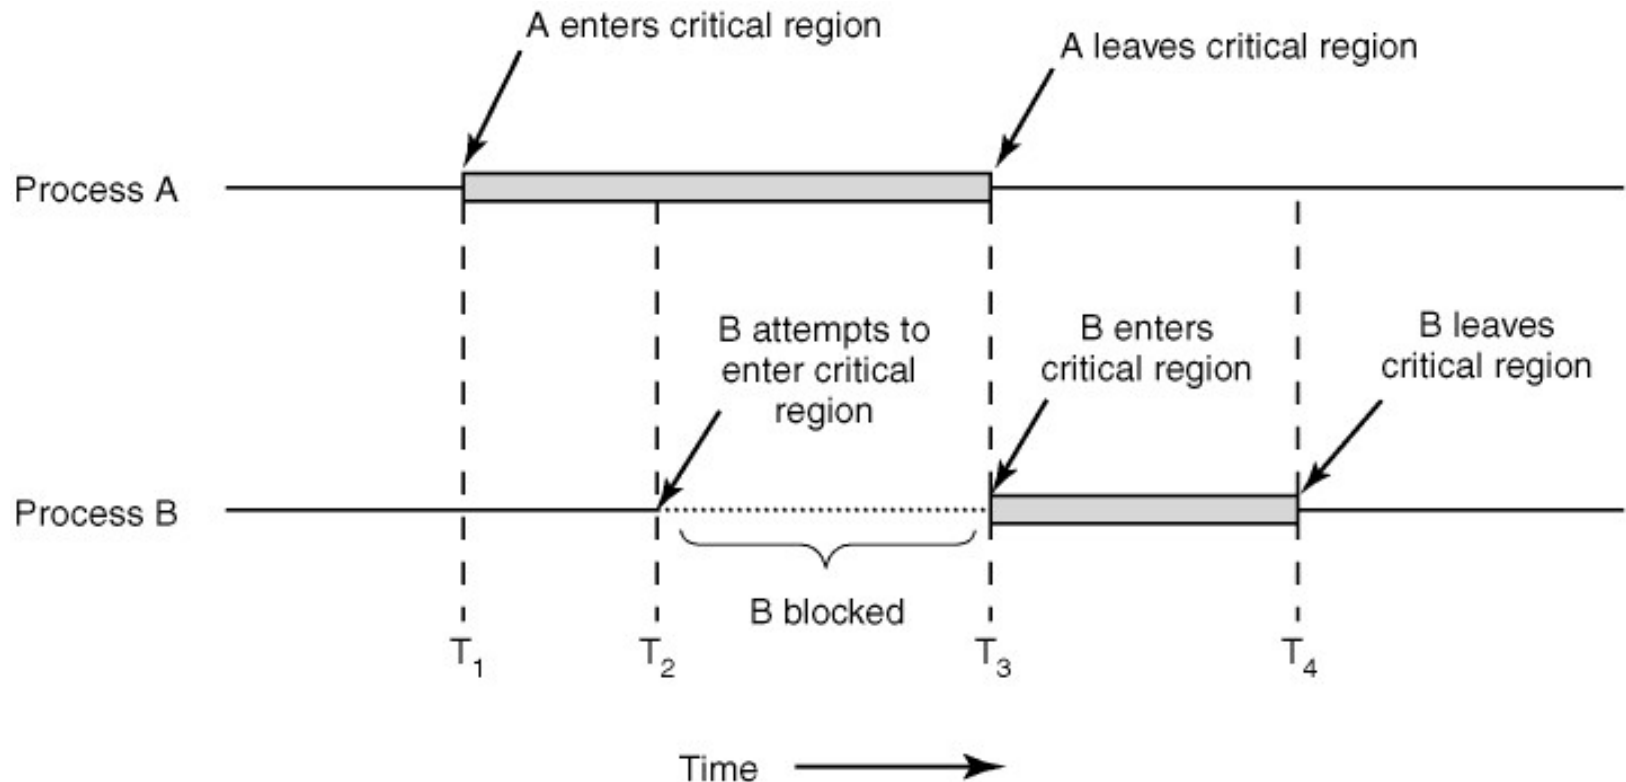 A enters critical region
A leaves critical region
Process A
B attempts to
enter critical
region
B enters
critical region
B leaves
critical region
Process B
B blocked
T1
T2
T3
T4
Time